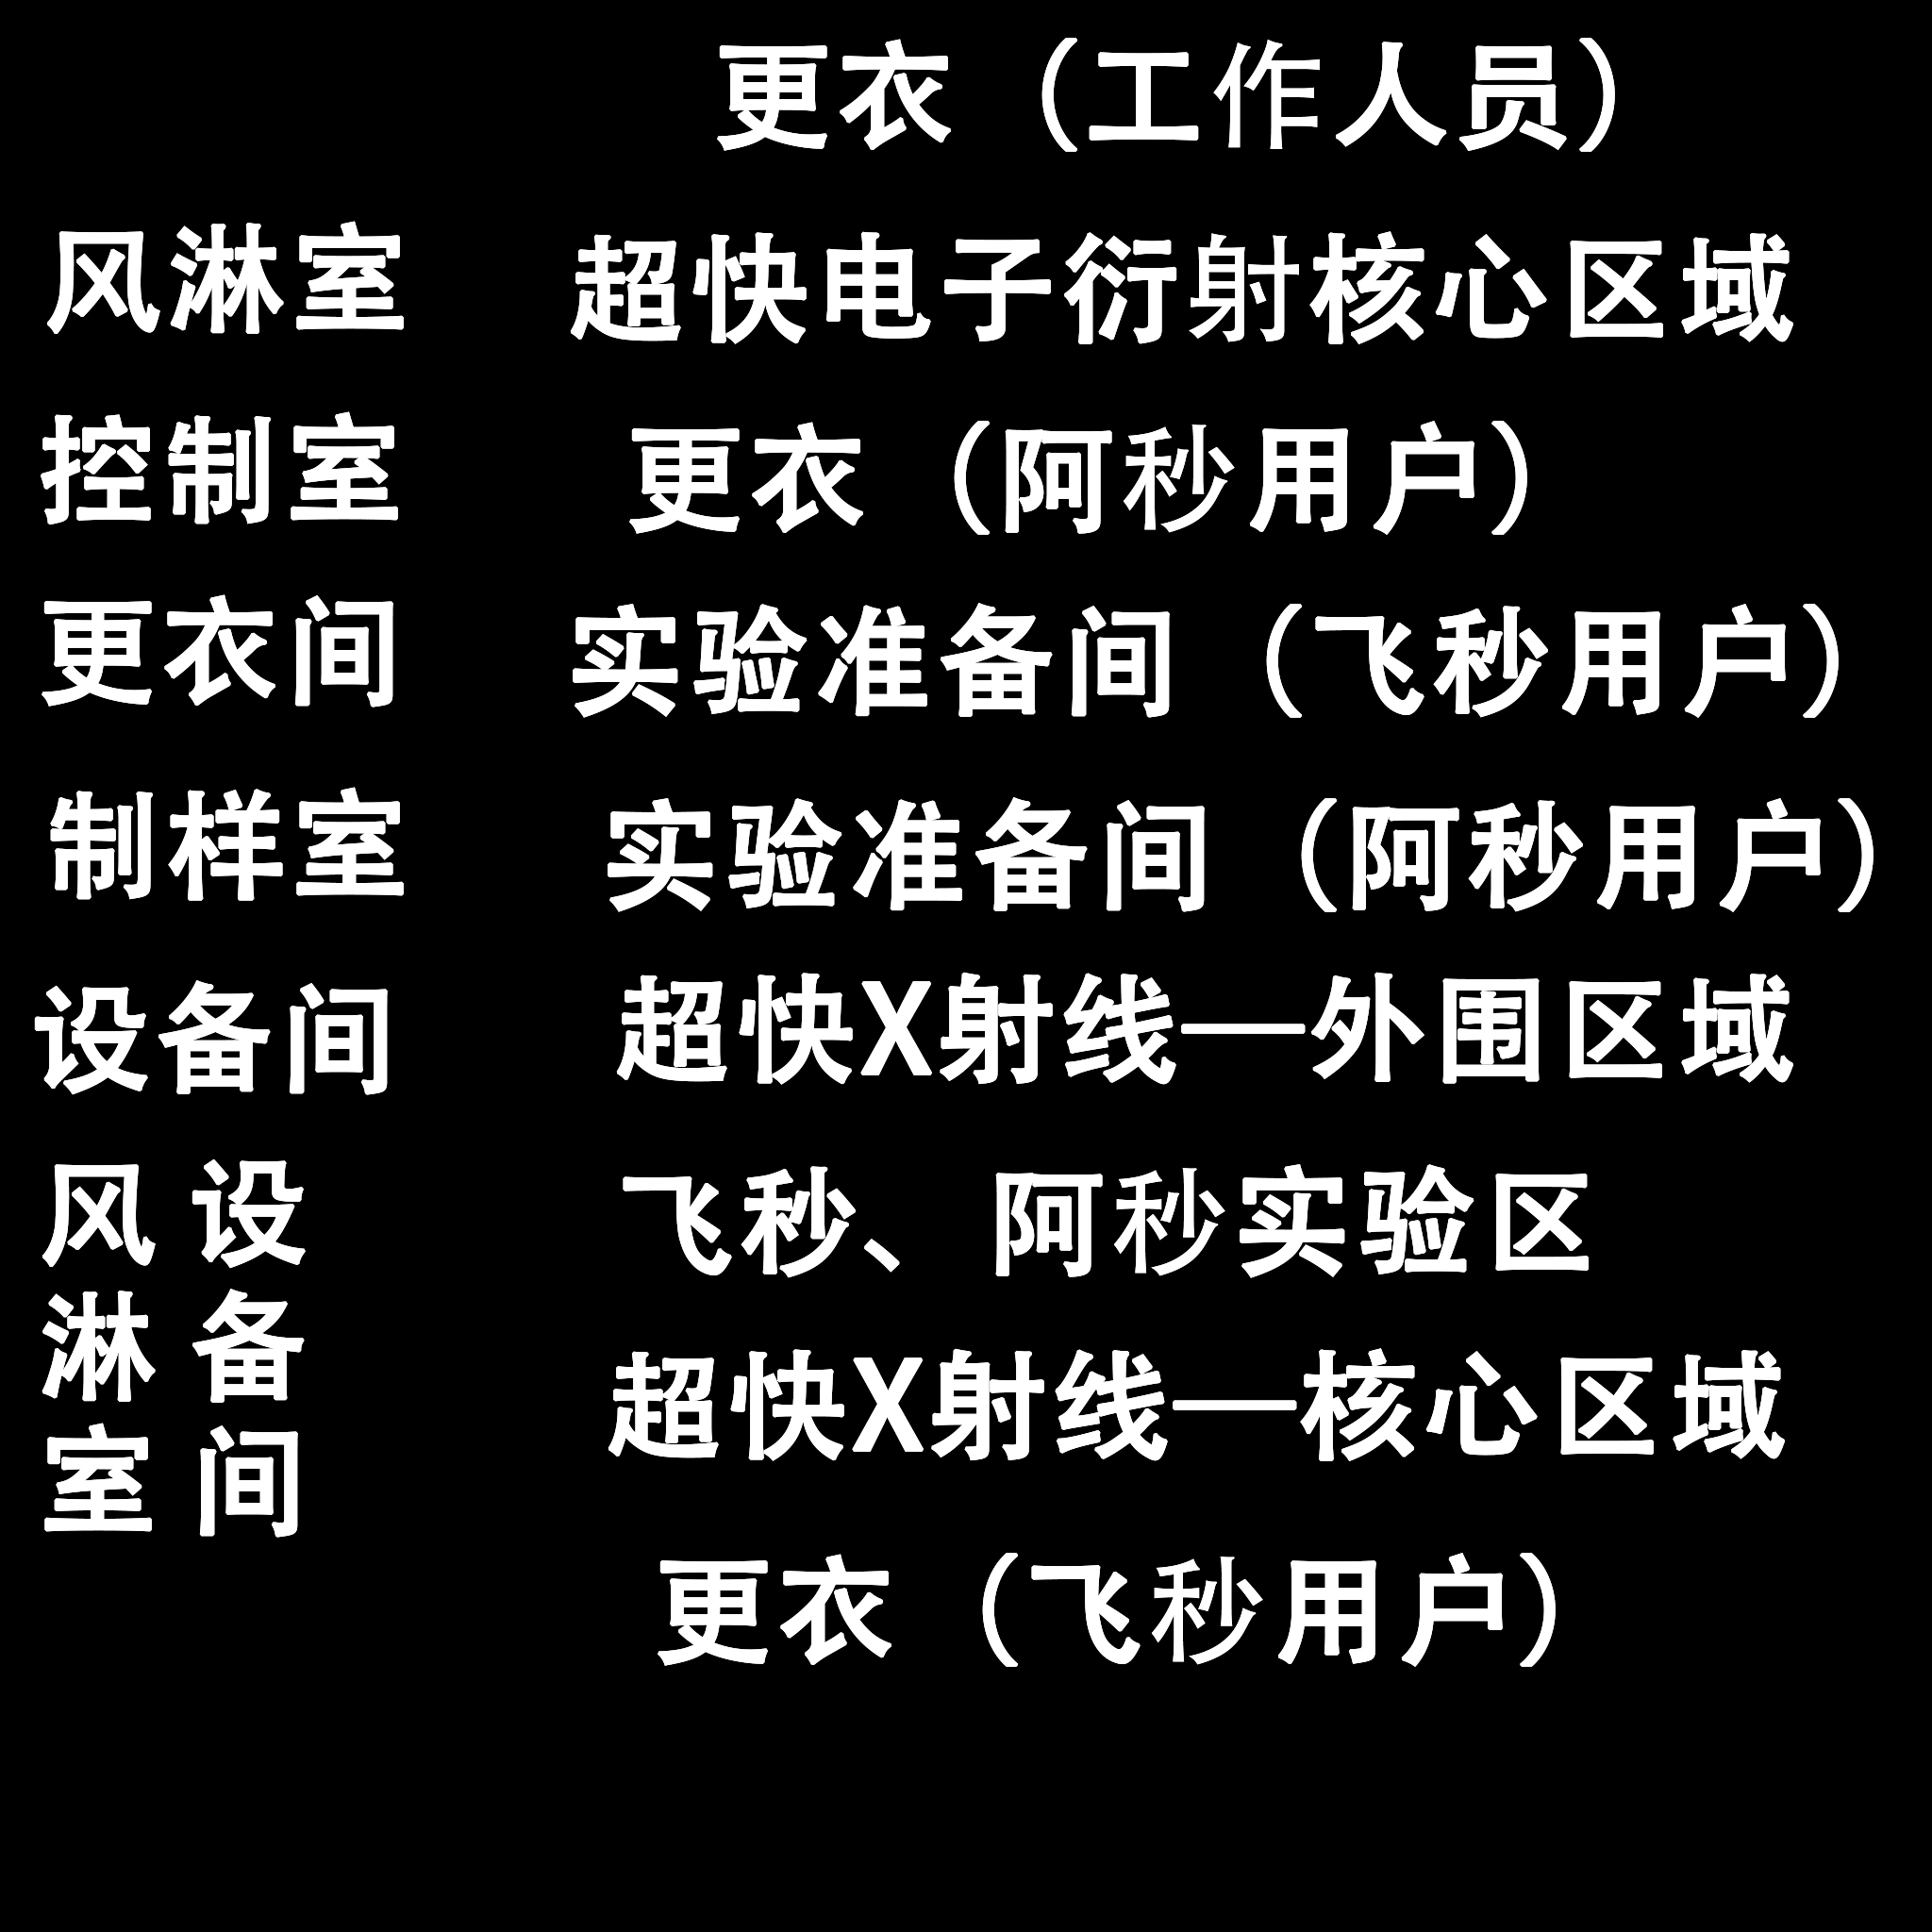 更衣（工作人员）
风淋室
超快电子衍射核心区域
控制室
更衣（阿秒用户）
更衣间
实验准备间（飞秒用户）
制样室
实验准备间（阿秒用户）
设备间
超快X射线—外围区域
风淋室
设备间
飞秒、阿秒实验区
超快X射线—核心区域
更衣（飞秒用户）